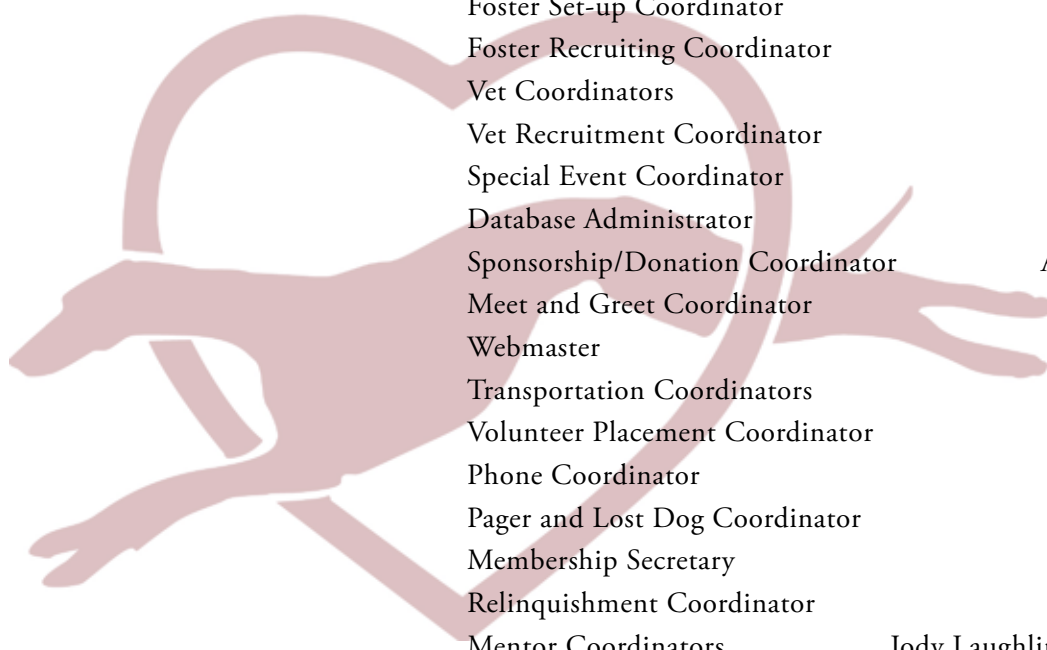 Foster Set-up Coordinator
Foster Recruiting Coordinator
Vet Coordinators
Vet Recruitment Coordinator
Special Event Coordinator
Database Administrator
Sponsorship/Donation Coordinator
Meet and Greet Coordinator
Webmaster
Transportation Coordinators
Volunteer Placement Coordinator
Phone Coordinator
Pager and Lost Dog Coordinator
Membership Secretary
Relinquishment Coordinator
Mentor Coordinators Jody